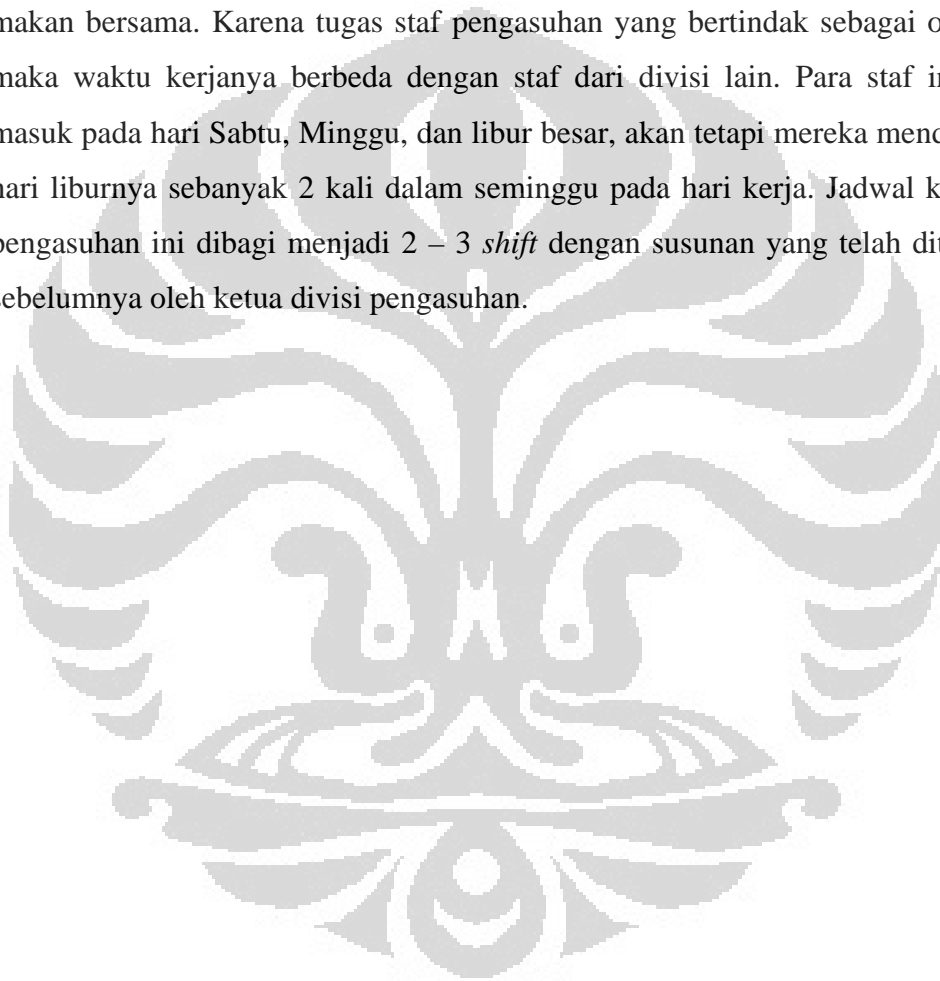 makan bersama. Karena tugas staf pengasuhan yang bertindak sebagai
maka waktu kerjanya berbeda dengan staf dari divisi lain. Para staf
masuk pada hari Sabtu, Minggu, dan libur besar, akan tetapi mereka
hari liburnya sebanyak 2 kali dalam seminggu pada hari kerja. Jadwal
pengasuhan ini dibagi menjadi 2 – 3 shift dengan susunan yang telah
sebelumnya oleh ketua divisi pengasuhan.